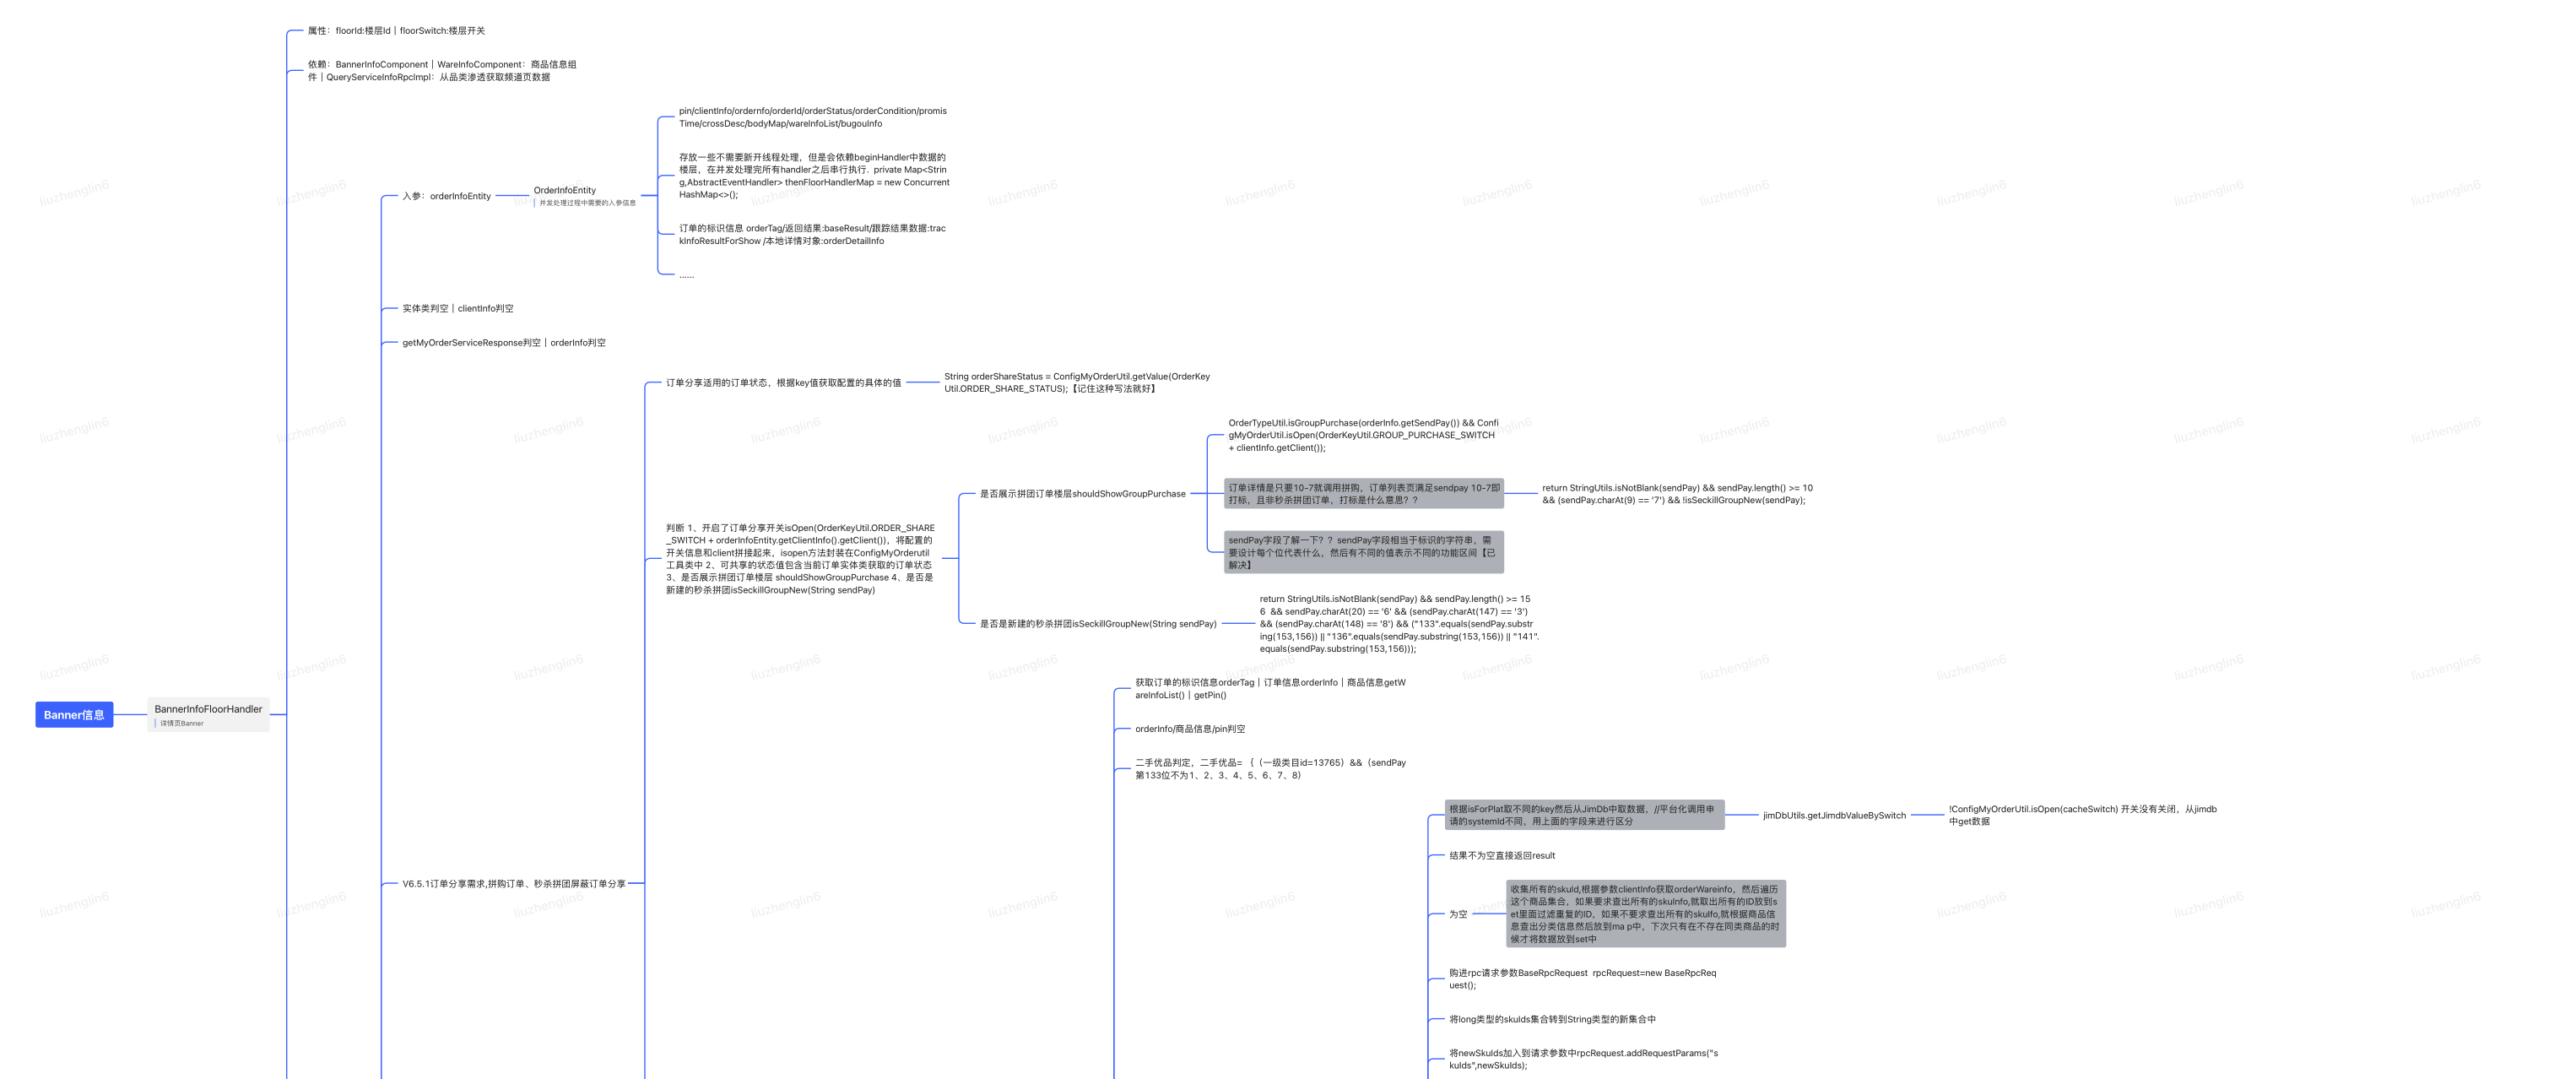 属性：floorId:楼层Id | floorSwitch:楼层开关
依赖：BannerInfoComponent | WareInfoComponent：商品信息组
件 | QueryServiceInfoRpcImpl：从品类渗透获取频道页数据
入参：orderInfoEntity
OrderInfoEntity
并发处理过程中需要的入参信息
pin/clientInfo/ordernfo/orderId/orderStatus/orderCondition/promis
Time/crossDesc/bodyMap/wareInfoList/bugouInfo
存放一些不需要新开线程处理，但是会依赖beginHandler中数据的
楼层，在并发处理完所有handler之后串行执行. private Map<Strin
g,AbstractEventHandler> thenFloorHandlerMap = new Concurrent
HashMap<>();
订单的标识信息 orderTag/返回结果:baseResult/跟踪结果数据:trac
kInfoResultForShow /本地详情对象:orderDetailInfo
......
实体类判空 | clientInfo判空
getMyOrderServiceResponse判空 | orderInfo判空
订单分享适用的订单状态，根据key值获取配置的具体的值
String orderShareStatus = ConfigMyOrderUtil.getValue(OrderKey
Util.ORDER_SHARE_STATUS);【记住这种写法就好】
判断 1、开启了订单分享开关isOpen(OrderKeyUtil.ORDER_SHARE
_SWITCH + orderInfoEntity.getClientInfo().getClient())，将配置的
开关信息和client拼接起来，isopen方法封装在ConfigMyOrderutil
工具类中 2、可共享的状态值包含当前订单实体类获取的订单状态
3、是否展示拼团订单楼层 shouldShowGroupPurchase 4、是否是
新建的秒杀拼团isSeckillGroupNew(String sendPay)
是否展示拼团订单楼层shouldShowGroupPurchase
OrderTypeUtil.isGroupPurchase(orderInfo.getSendPay()) && Confi
gMyOrderUtil.isOpen(OrderKeyUtil.GROUP_PURCHASE_SWITCH
+ clientInfo.getClient());
订单详情是只要10-7就调用拼购，订单列表页满足sendpay 10-7即
打标，且非秒杀拼团订单，打标是什么意思？？
return StringUtils.isNotBlank(sendPay) && sendPay.length() >= 10
&& (sendPay.charAt(9) == '7') && !isSeckillGroupNew(sendPay);
sendPay字段了解一下？？sendPay字段相当于标识的字符串，需
要设计每个位代表什么，然后有不同的值表示不同的功能区间【已
解决】
是否是新建的秒杀拼团isSeckillGroupNew(String sendPay)
return StringUtils.isNotBlank(sendPay) && sendPay.length() >= 15
6  && sendPay.charAt(20) == '6' && (sendPay.charAt(147) == '3')
&& (sendPay.charAt(148) == '8') && ("133".equals(sendPay.substr
ing(153,156)) || "136".equals(sendPay.substring(153,156)) || "141".
equals(sendPay.substring(153,156)));
Banner信息
BannerInfoFloorHandler
详情页Banner
获取订单的标识信息orderTag | 订单信息orderInfo | 商品信息getW
areInfoList() | getPin()
orderInfo/商品信息/pin判空
二手优品判定，二手优品= ｛（一级类目id=13765）&&（sendPay
第133位不为1、2、3、4、5、6、7、8）
根据isForPlat取不同的key然后从JimDb中取数据，//平台化调用申
请的systemId不同，用上面的字段来进行区分
jimDbUtils.getJimdbValueBySwitch
!ConfigMyOrderUtil.isOpen(cacheSwitch) 开关没有关闭，从jimdb
中get数据
结果不为空直接返回result
V6.5.1订单分享需求,拼购订单、秒杀拼团屏蔽订单分享
为空
收集所有的skuId,根据参数clientInfo获取orderWareinfo，然后遍历
这个商品集合，如果要求查出所有的skuInfo,就取出所有的ID放到s
et里面过滤重复的ID，如果不要求查出所有的skuIfo,就根据商品信
息查出分类信息然后放到ma p中，下次只有在不存在同类商品的时
候才将数据放到set中
购进rpc请求参数BaseRpcRequest  rpcRequest=new BaseRpcReq
uest();
将long类型的skuIds集合转到String类型的新集合中
将newSkuIds加入到请求参数中rpcRequest.addRequestParams("s
kuIds",newSkuIds);
liuzhenglin6